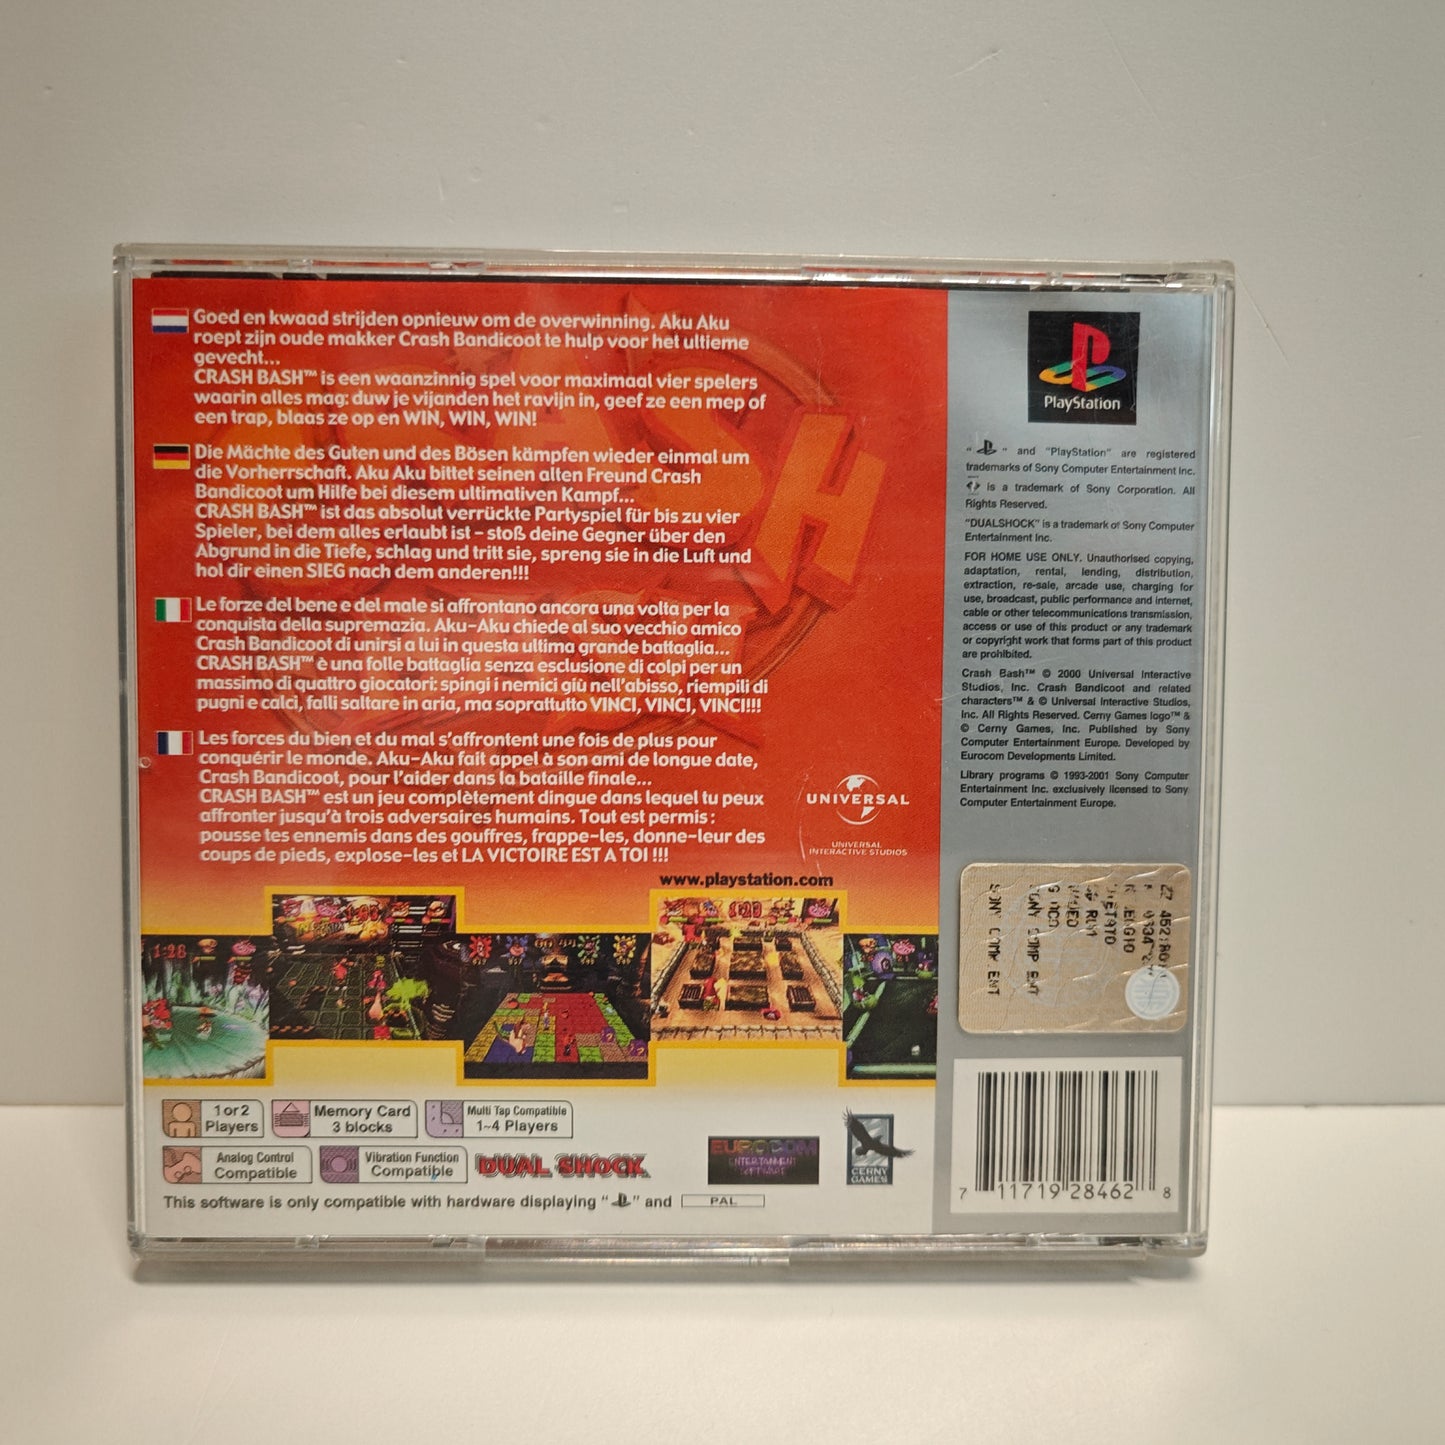 Goed en kwaad strijden opnieuw om de overwinning. Aku Aku
roept zijn oude makker Crash Bandicoot te hulp voor het ultieme
gevecht...
CRASH BASH™ is een waanzinnig spel voor maximaal vier spelers
waarin alles mag: duw je vijanden het ravijn in, geef ze een mep of
een trap, blaas ze op en WIN, WIN, WIN!
Die Mächte des Guten und des Bösen kämpfen wieder einmal um
die Vorherrschaft. Aku Aku bittet seinen alten Freund Crash
Bandicoot um Hilfe bei diesem ultimativen Kampf...
CRASH BASH™ ist das absolut verrückte Partyspiel für bis zu vier
Spieler, bei dem alles erlaubt ist – stoß deine Gegner über den
Abgrund in die Tiefe, schlag und tritt sie, spreng sie in die Luft und
hol dir einen SIEG nach dem anderen!!!
Le forze del bene e del male si affrontano ancora una volta per la
conquista della supremazia. Aku-Aku chiede al suo vecchio amico
Crash Bandicoot di unirsi a lui in questa ultima grande battaglia...
CRASH BASH™ è una folle battaglia senza esclusione di colpi per un
massimo di quattro giocatori: spingi i nemici giù nell'abisso, riempili di
pugni e calci, falli saltare in aria, ma soprattutto VINCI, VINCI, VINCI!!!
Les forces du bien et du mal s'affrontent une fois de plus pour
conquérir le monde. Aku-Aku fait appel à son ami de longue date,
Crash Bandicoot, pour l'aider dans la bataille finale...
CRASH BASH™ est un jeu complètement dingue dans lequel tu peux
affronter jusqu'à trois adversaires humains. Tout est permis :
pousse tes ennemis dans des gouffres, frappe-les, donne-leur des
coups de pieds, explose-les et LA VICTOIRE EST A TOI !!!
UNIVERSAL
UNIVERSAL
INTERACTIVE STUDIOS
www.playstation.com
1:28
1 or 2
Players
Memory Card
3 blocks
Multi Tap Compatible
1~4 Players
Analog Control
Compatible
Vibration Function
Compatible
DUAL SHOCK
EUROCOM
ENTERTAINMENT
SOFTWARE
CERNY
GAMES
This software is only compatible with hardware displaying " " and PAL
PlayStation
" " and "PlayStation" are registered
trademarks of Sony Computer Entertainment Inc.
is a trademark of Sony Corporation. All
Rights Reserved.
"DUALSHOCK" is a trademark of Sony Computer
Entertainment Inc.
FOR HOME USE ONLY. Unauthorised copying,
adaptation, rental, lending, distribution,
extraction, re-sale, arcade use, charging for
use, broadcast, public performance and internet,
cable or other telecommunications transmission,
access or use of this product or any trademark
or copyright work that forms part of this product
are prohibited.
Crash Bash™ © 2000 Universal Interactive
Studios, Inc. Crash Bandicoot and related
characters™ & © Universal Interactive Studios,
Inc. All Rights Reserved. Cerny Games logo™ &
© Cerny Games, Inc. Published by Sony
Computer Entertainment Europe. Developed by
Eurocom Developments Limited.
Library programs © 1993-2001 Sony Computer
Entertainment Inc. exclusively licensed to Sony
Computer Entertainment Europe.
SONY COMP ENT
7 11719 28462 8